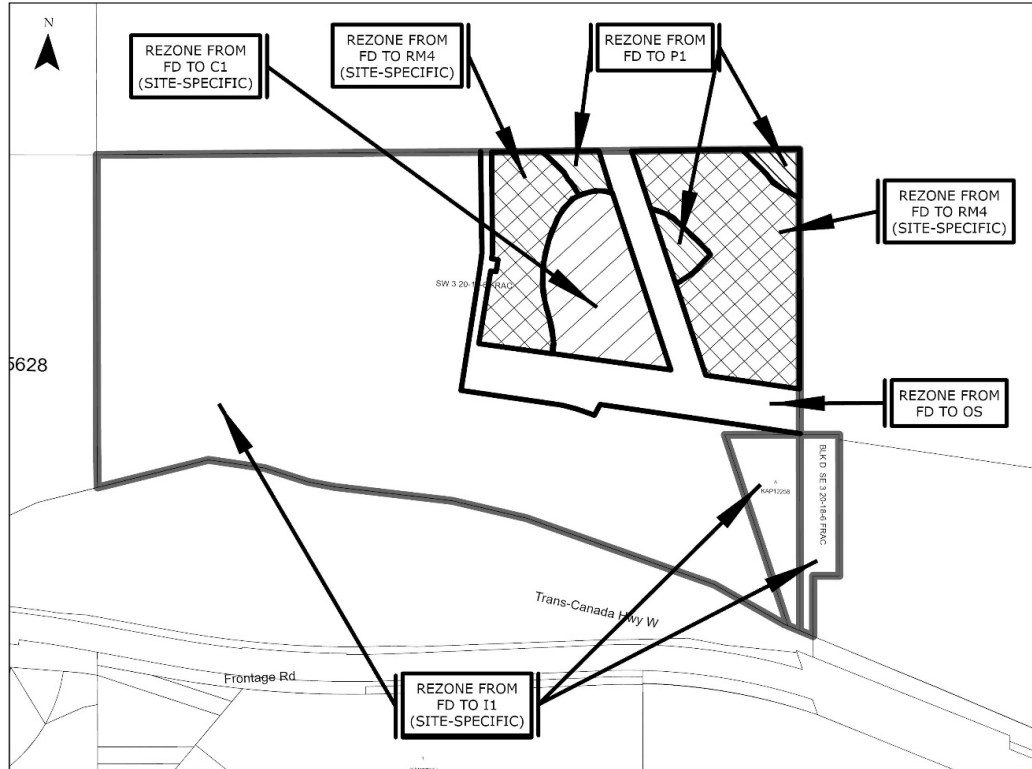 N
REZONE FROM
FD TO C1
(SITE-SPECIFIC)
REZONE FROM
FD TO RM4
(SITE-SPECIFIC)
REZONE FROM
FD TO P1
REZONE FROM
FD TO RM4
(SITE-SPECIFIC)
SW 3 20-18-6 FRAC
5628
REZONE FROM
FD TO OS
A
KAP12258
BLK D SE 3 20-18-6 FRAC
Trans-Canada Hwy W
Frontage Rd
REZONE FROM
FD TO I1
(SITE-SPECIFIC)